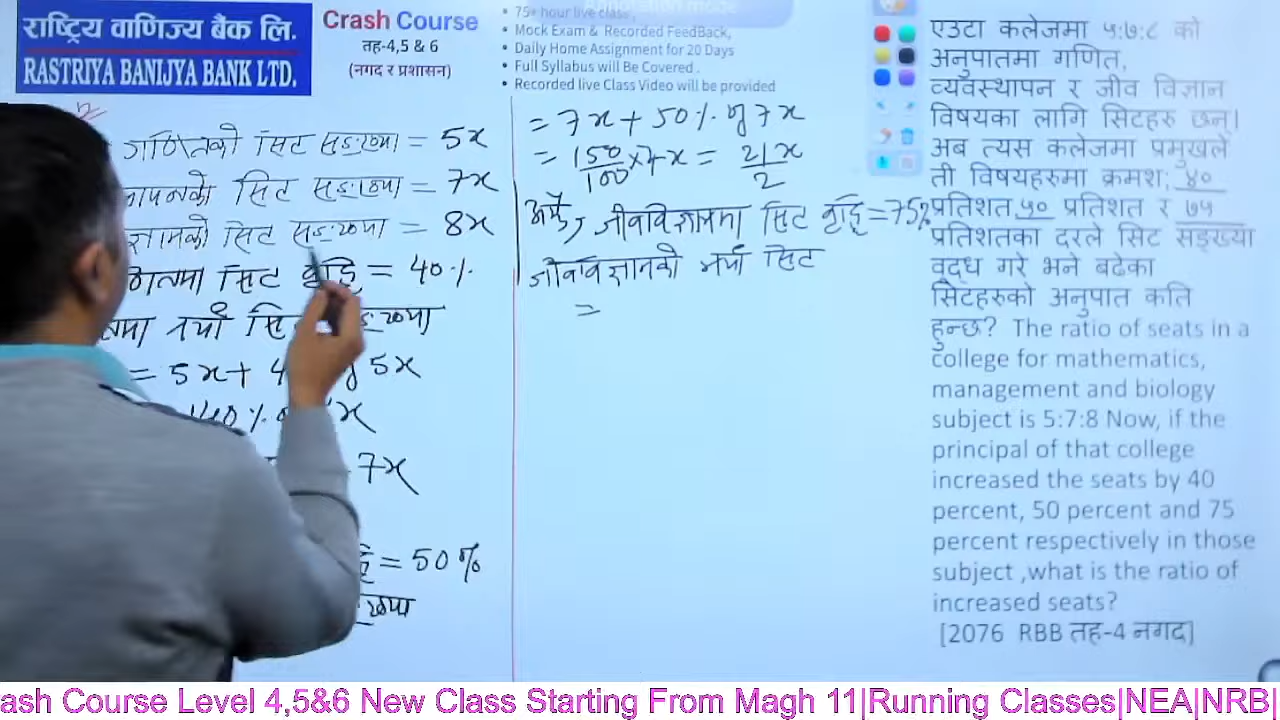 राष्ट्रिय वाणिज्य बैंक लि.
RASTRIYA BANIJYA BANK LTD.
Crash Course
तह-4,5 & 6
(नगद र प्रशासन)
• 75+ hour live class ,
• Mock Exam & Recorded FeedBack,
• Daily Home Assignment for 20 Days
• Full Syllabus will Be Covered .
• Recorded live Class Video will be provided
गणितको सिट सङ्ख्या = 5x
सिट सङ्ख्या = 7x
सिट सङ्ख्या = 8x
सिट वृद्धि = 40%
नयाँ
= 5x + 4 5x
7x
= 50%
= 7x + 50% of 7x
= 150/100 × 7x = 21x/2
जीवविज्ञानमा सिट वृद्धि = 75%
जीवविज्ञानको नयाँ सिट
=
एउटा कलेजमा ५:७:८ को
अनुपातमा गणित,
व्यवस्थापन र जीव विज्ञान
विषयका लागि सिटहरु छन्।
अब त्यस कलेजमा प्रमुखले
ती विषयहरुमा क्रमश; ४०
प्रतिशत ५० प्रतिशत र ७५
प्रतिशतका दरले सिट सङ्ख्या
वृद्ध गरे भने बढेका
सिटहरुको अनुपात कति
हुन्छ? The ratio of seats in a
college for mathematics,
management and biology
subject is 5:7:8 Now, if the
principal of that college
increased the seats by 40
percent, 50 percent and 75
percent respectively in those
subject ,what is the ratio of
increased seats?
[2076 RBB तह-4 नगद]
ash Course Level 4,5&6 New Class Starting From Magh 11|Running Classes|NEA|NRB|